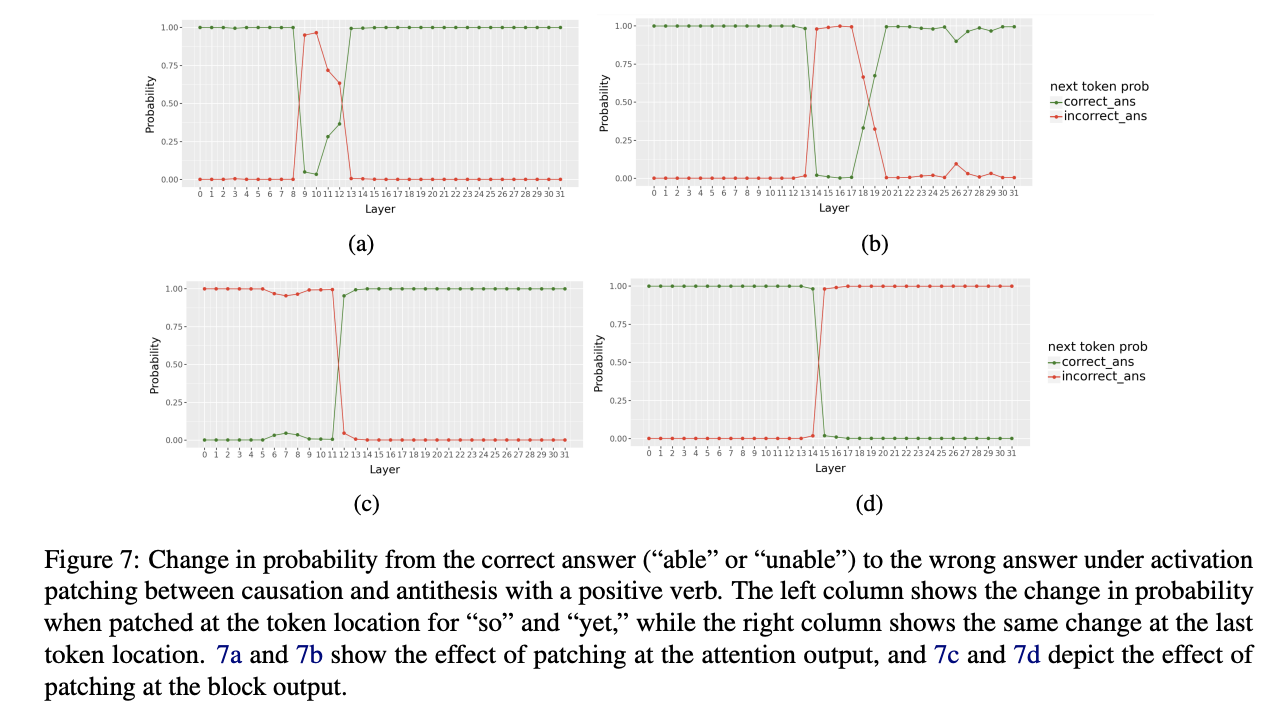 1.00
0.75
0.50
0.25
0.00
Probability
0 1 2 3 4 5 6 7 8 9 10 11 12 13 14 15 16 17 18 19 20 21 22 23 24 25 26 27 28 29 30 31
Layer
(a)
1.00
0.75
0.50
0.25
0.00
Probability
0 1 2 3 4 5 6 7 8 9 10 11 12 13 14 15 16 17 18 19 20 21 22 23 24 25 26 27 28 29 30 31
Layer
(b)
next token prob
correct_ans
incorrect_ans
1.00
0.75
0.50
0.25
0.00
Probability
0 1 2 3 4 5 6 7 8 9 10 11 12 13 14 15 16 17 18 19 20 21 22 23 24 25 26 27 28 29 30 31
Layer
(c)
1.00
0.75
0.50
0.25
0.00
Probability
0 1 2 3 4 5 6 7 8 9 10 11 12 13 14 15 16 17 18 19 20 21 22 23 24 25 26 27 28 29 30 31
Layer
(d)
next token prob
correct_ans
incorrect_ans
Figure 7: Change in probability from the correct answer (“able” or “unable”) to the wrong answer under activation
patching between causation and antithesis with a positive verb. The left column shows the change in probability
when patched at the token location for “so” and “yet,” while the right column shows the same change at the last
token location. 7a and 7b show the effect of patching at the attention output, and 7c and 7d depict the effect of
patching at the block output.